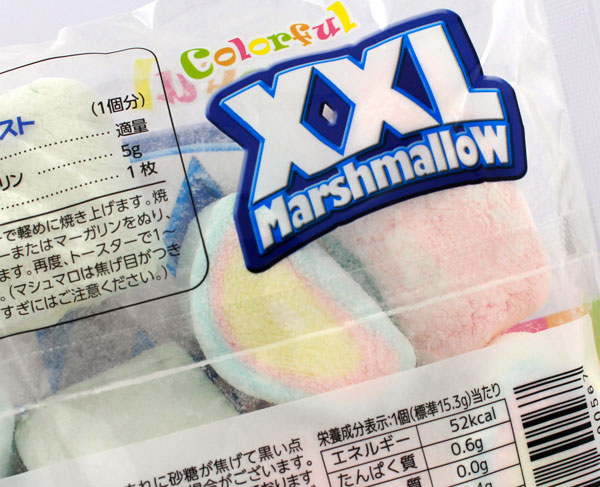 Colorful
XXL
Marshmallow
スト
(1個分)
適量
5g
リン
1枚
で軽めに焼き上げます。焼
ーまたはマーガリンをぬり、
ます。再度、トースターで1〜
。(マシュマロは焦げ目がつき
すぎにはご注意ください。)
まれに砂糖が焦げて黒い点
場合がございます。
栄養成分表示:1個(標準15.3g)当たり
エネルギー 52kcal
たんぱく質 0.6g
脂質 0.0g